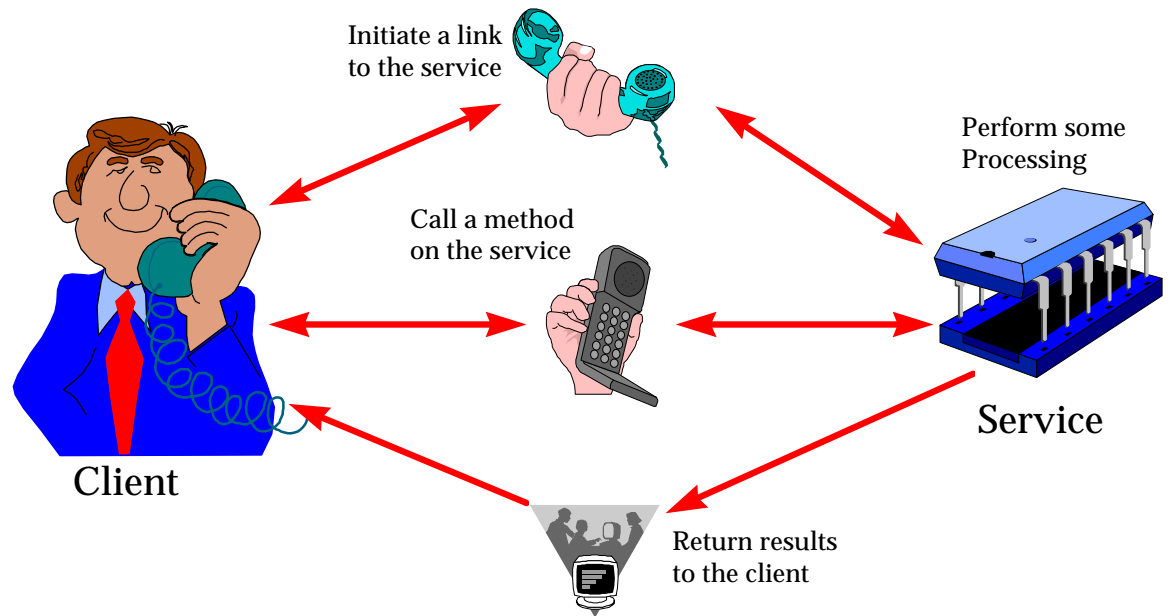 Initiate a link
to the service
Perform some
Processing
Call a method
on the service
Service
Client
Return results
to the client